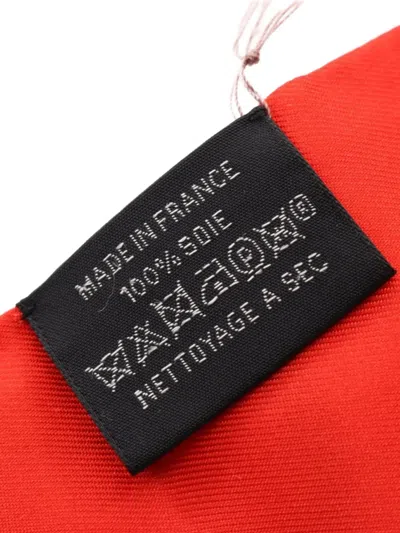 MADE IN FRANCE
100% SOIE
P ®
NETTOYAGE A SEC